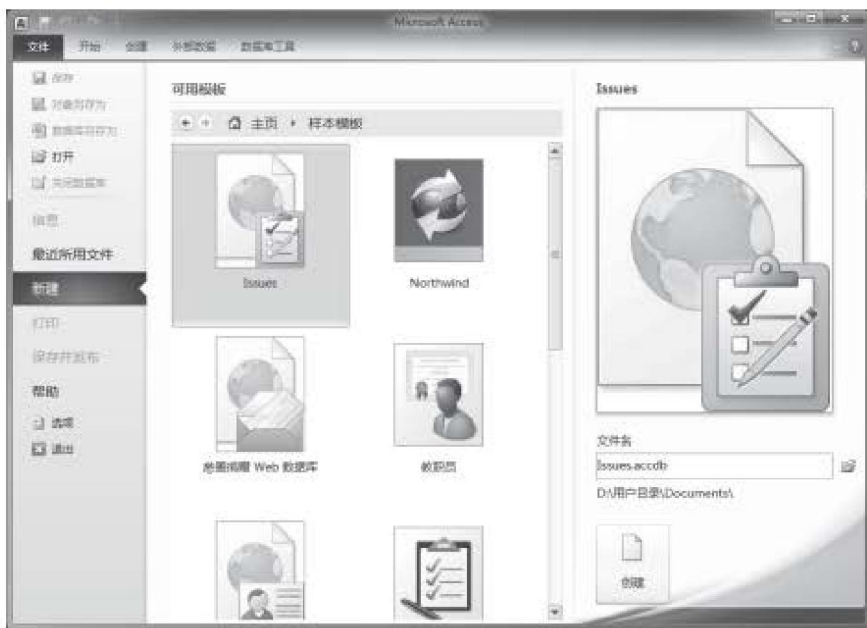 Microsoft Access
文件 开始 创建 外部数据 数据库工具
保存
对象另存为
数据库另存为
打开
关闭数据库
信息
最近所用文件
新建
打印
保存并发布
帮助
选项
退出
可用模板
主页 样本模板
Issues
Northwind
慈善捐赠 Web 数据库
教职员
Issues
文件名
Issues.accdb
D:\用户目录\Documents\
创建